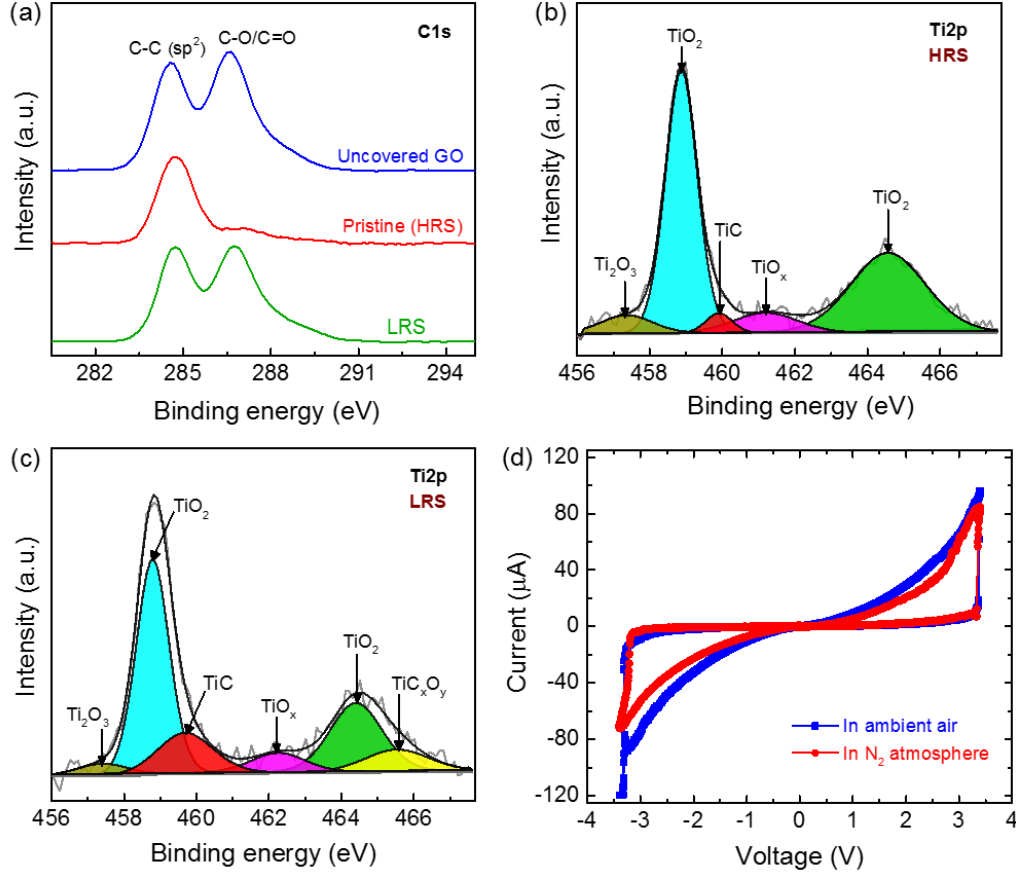 (a)
C1s
C-C (sp²)
C-O/C=O
Uncovered GO
Pristine (HRS)
LRS
Intensity (a.u.)
282 285 288 291 294
Binding energy (eV)
(b)
Ti2p
HRS
TiO₂
TiO₂
TiC
Ti₂O₃
TiOₓ
Intensity (a.u.)
456 458 460 462 464 466
Binding energy (eV)
(c)
Ti2p
LRS
TiO₂
TiO₂
TiC
TiCₓOᵧ
TiOₓ
Ti₂O₃
Intensity (a.u.)
456 458 460 462 464 466
Binding energy (eV)
(d)
120
80
40
0
-40
-80
-120
Current (μA)
In ambient air
In N₂ atmosphere
-4 -3 -2 -1 0 1 2 3 4
Voltage (V)